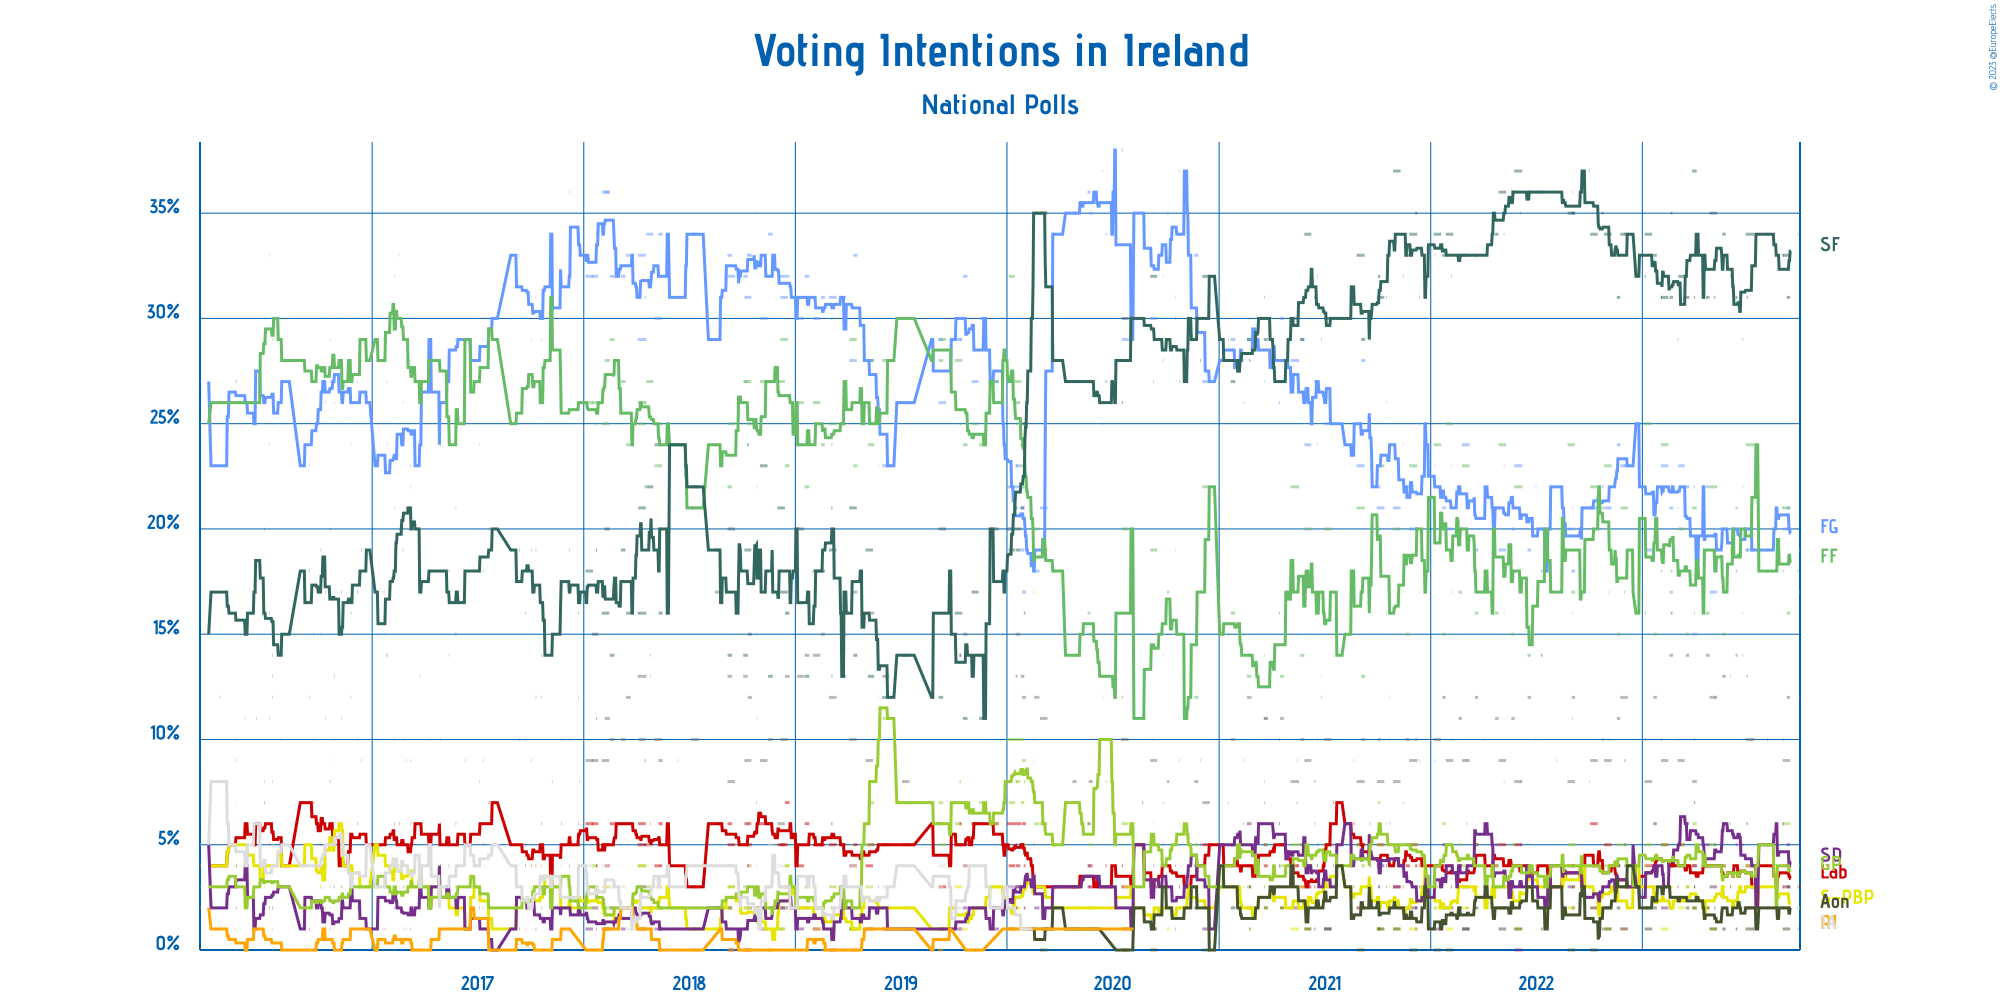 © 2023 @EuropeElects
Voting Intentions in Ireland
National Polls
35%
30%
25%
20%
15%
10%
5%
0%
SF
FG
FF
SD
GP
Lab
S-PBP
Aon
2017
2018
2019
2020
2021
2022